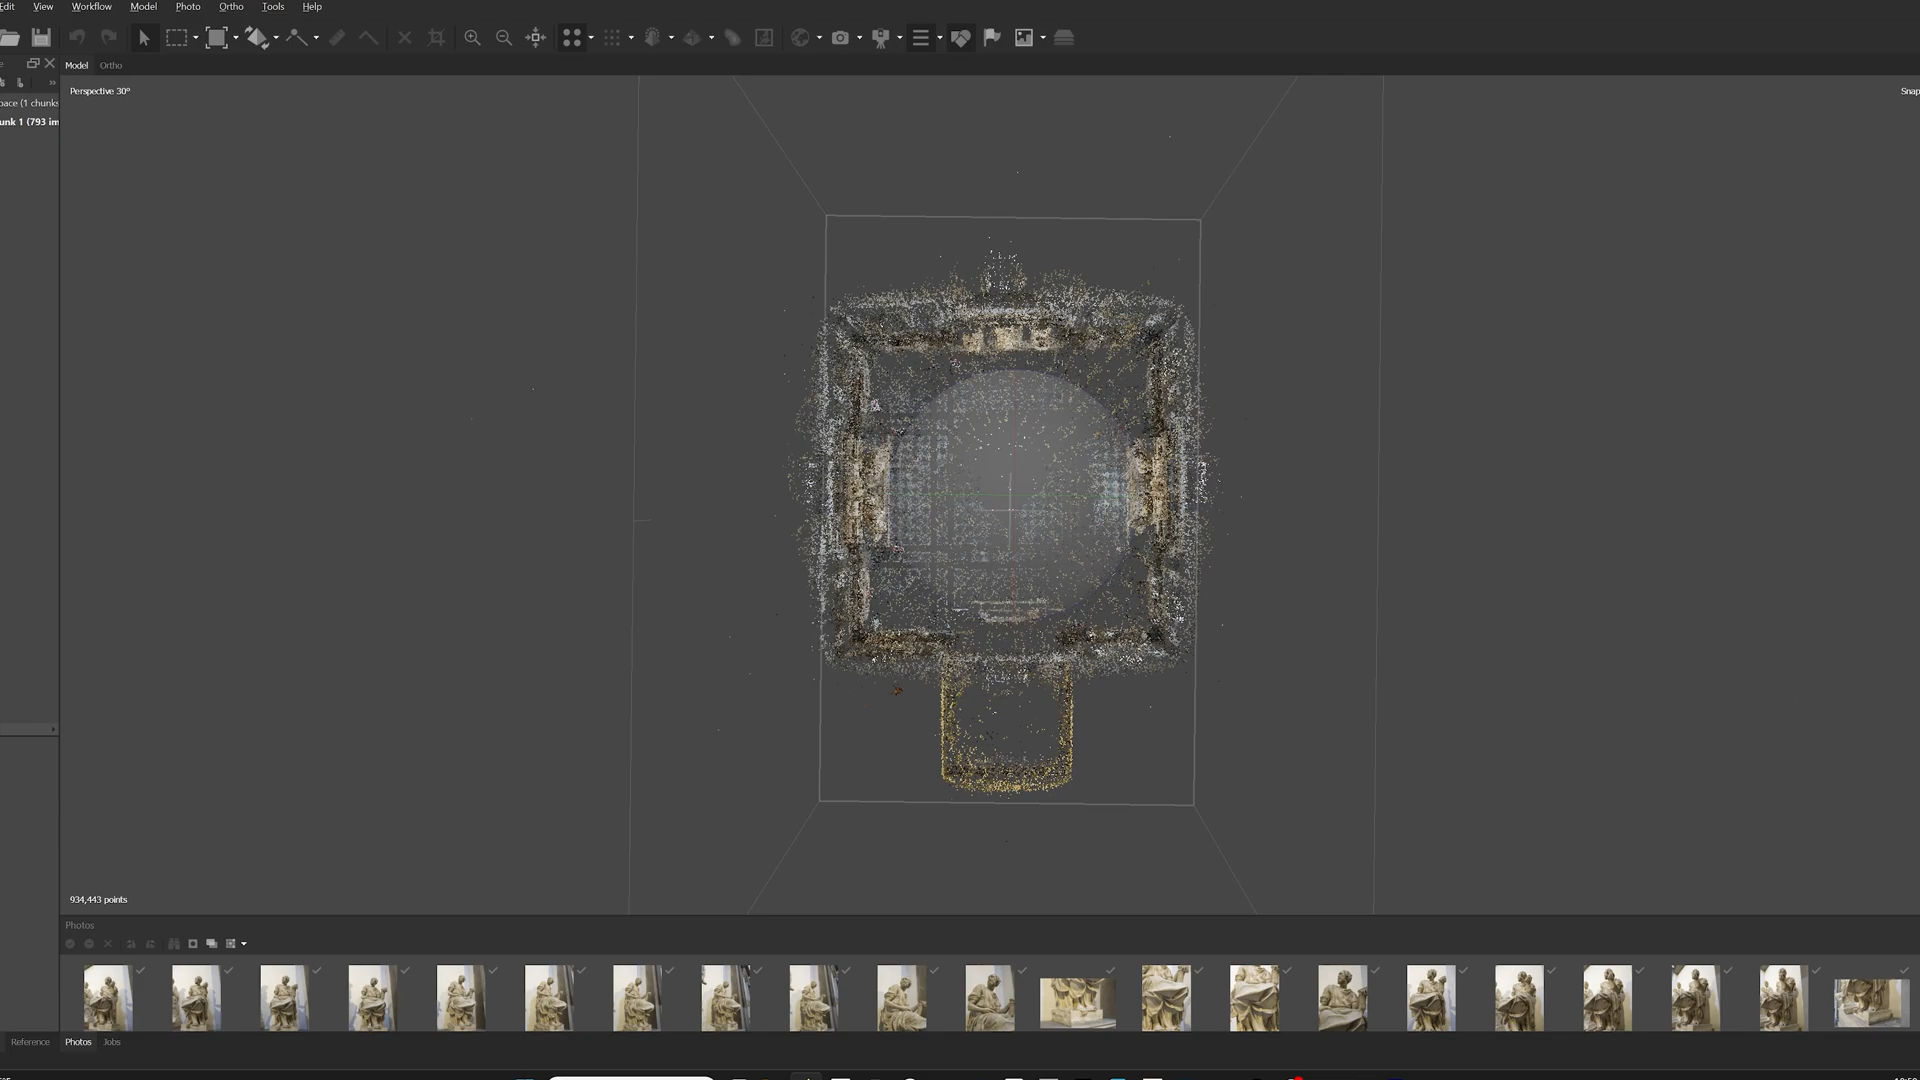 Edit View Workflow Model Photo Ortho Tools Help
Model Ortho
Perspective 30°
Snap
pace (1 chunks
unk 1 (793 im
934,443 points
Photos
Reference Photos Jobs